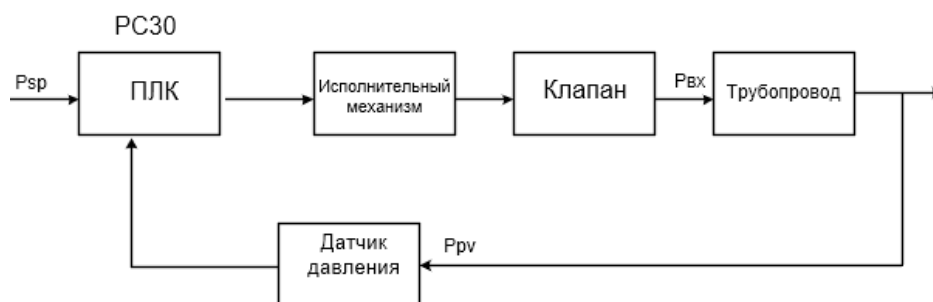 PC30
Psp
ПЛК
Исполнительный
механизм
Клапан
Pвх
Трубопровод
Датчик
давления
Ppv